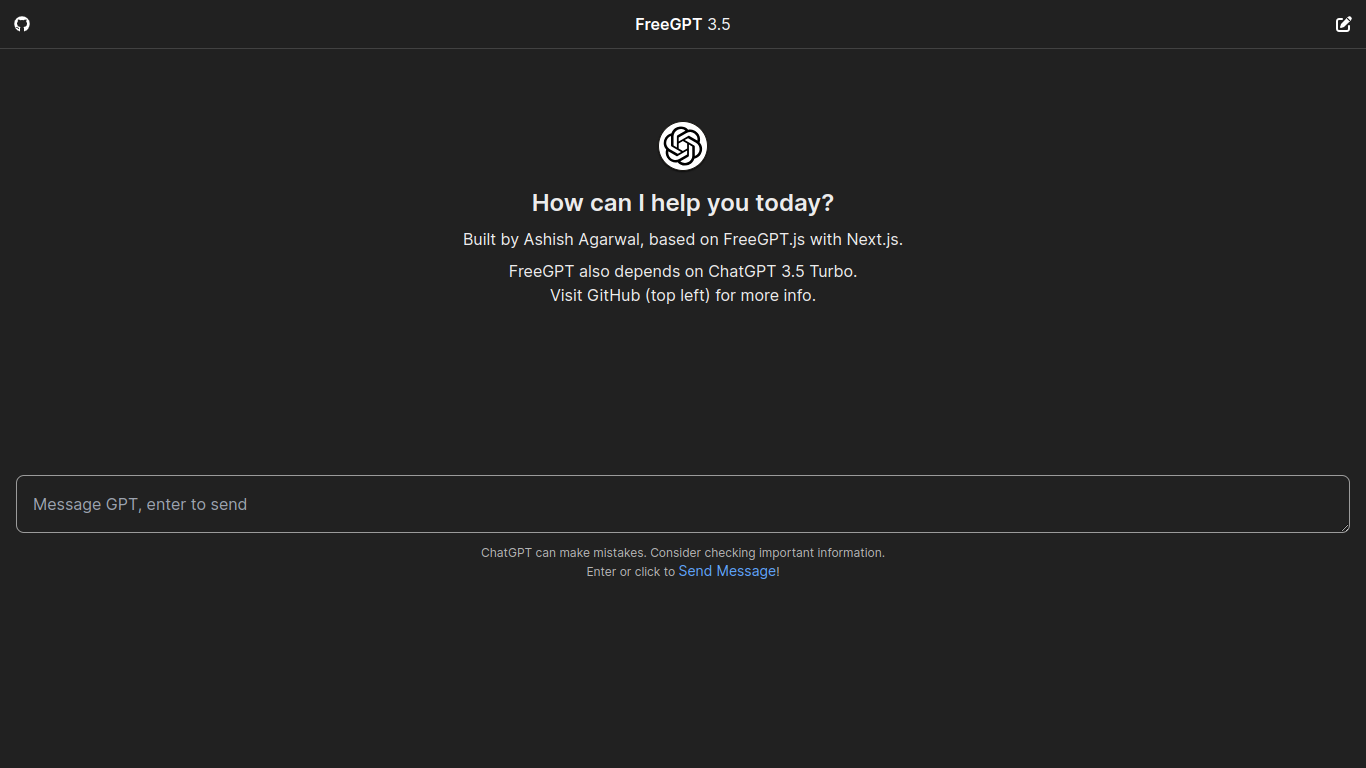 FreeGPT 3.5
How can I help you today?
Built by Ashish Agarwal, based on FreeGPT.js with Next.js.
FreeGPT also depends on ChatGPT 3.5 Turbo.
Visit GitHub (top left) for more info.
Message GPT, enter to send
ChatGPT can make mistakes. Consider checking important information.
Enter or click to Send Message!